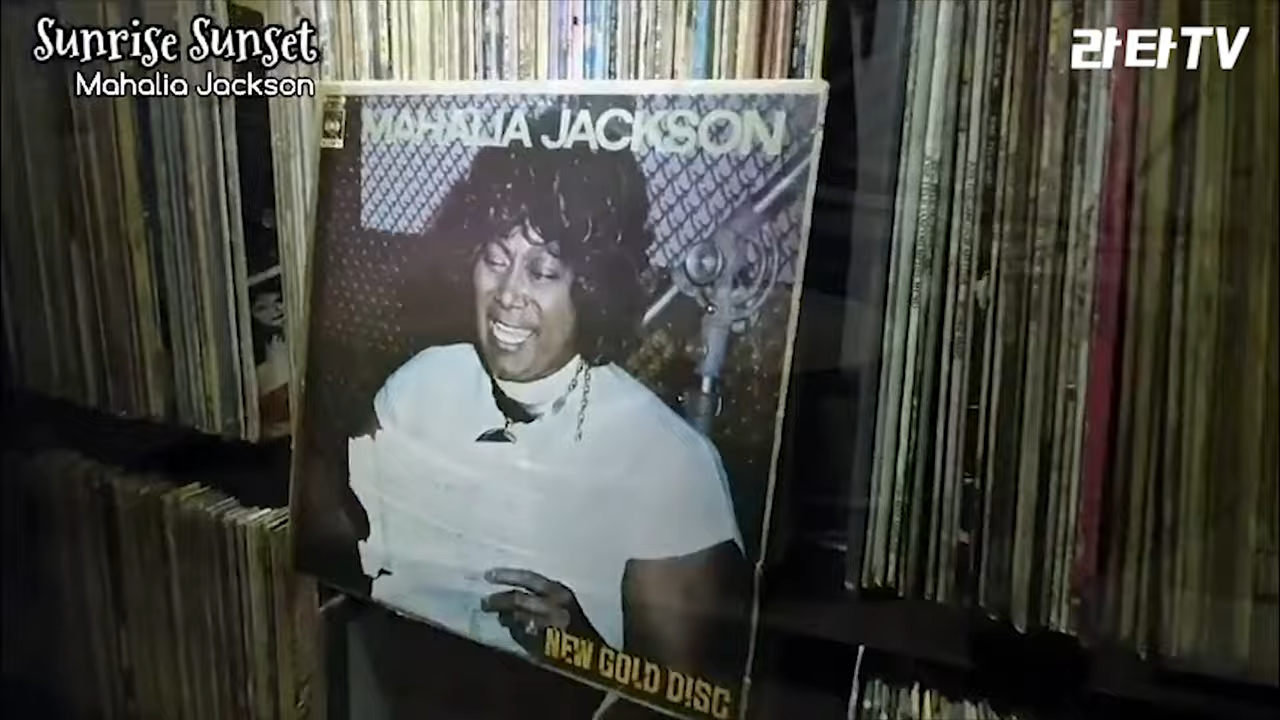 Sunrise Sunset
Mahalia Jackson
라타TV
MAHALIA JACKSON
NEW GOLD DISC